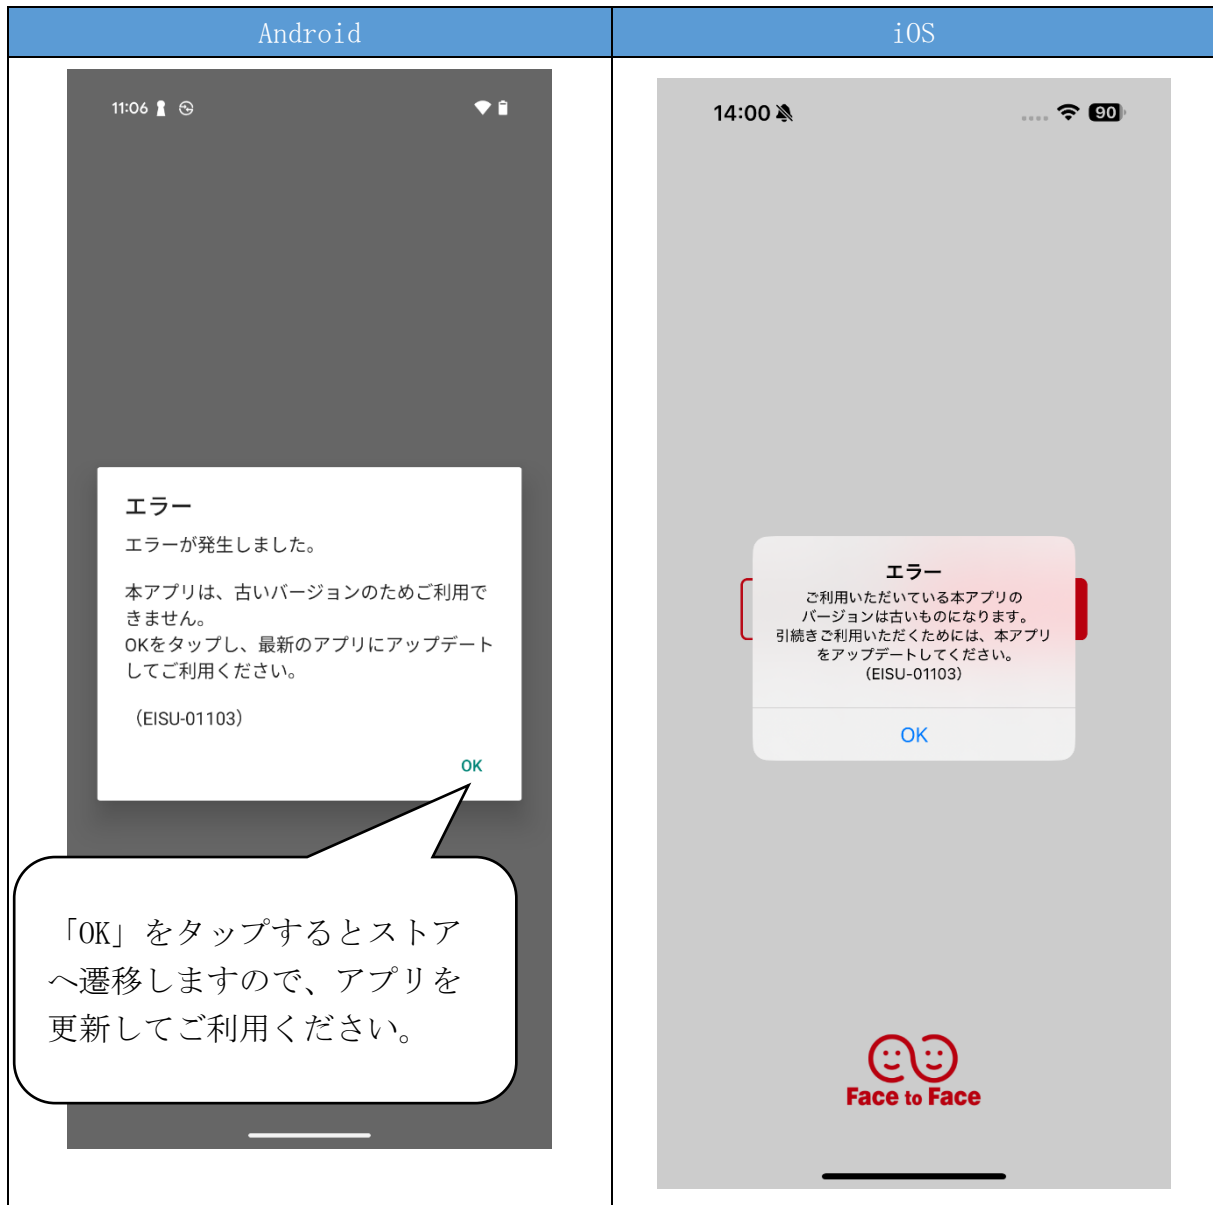 Android
iOS
11:06
エラー
エラーが発生しました。
本アプリは、古いバージョンのためご利用で
きません。
OKをタップし、最新のアプリにアップデート
してご利用ください。
（EISU-01103）
OK
「OK」をタップするとストア
へ遷移しますので、アプリを
更新してご利用ください。
14:00
90
エラー
ご利用いただいている本アプリの
バージョンは古いものになります。
引続きご利用いただくためには、本アプリ
をアップデートしてください。
（EISU-01103）
OK
Face to Face